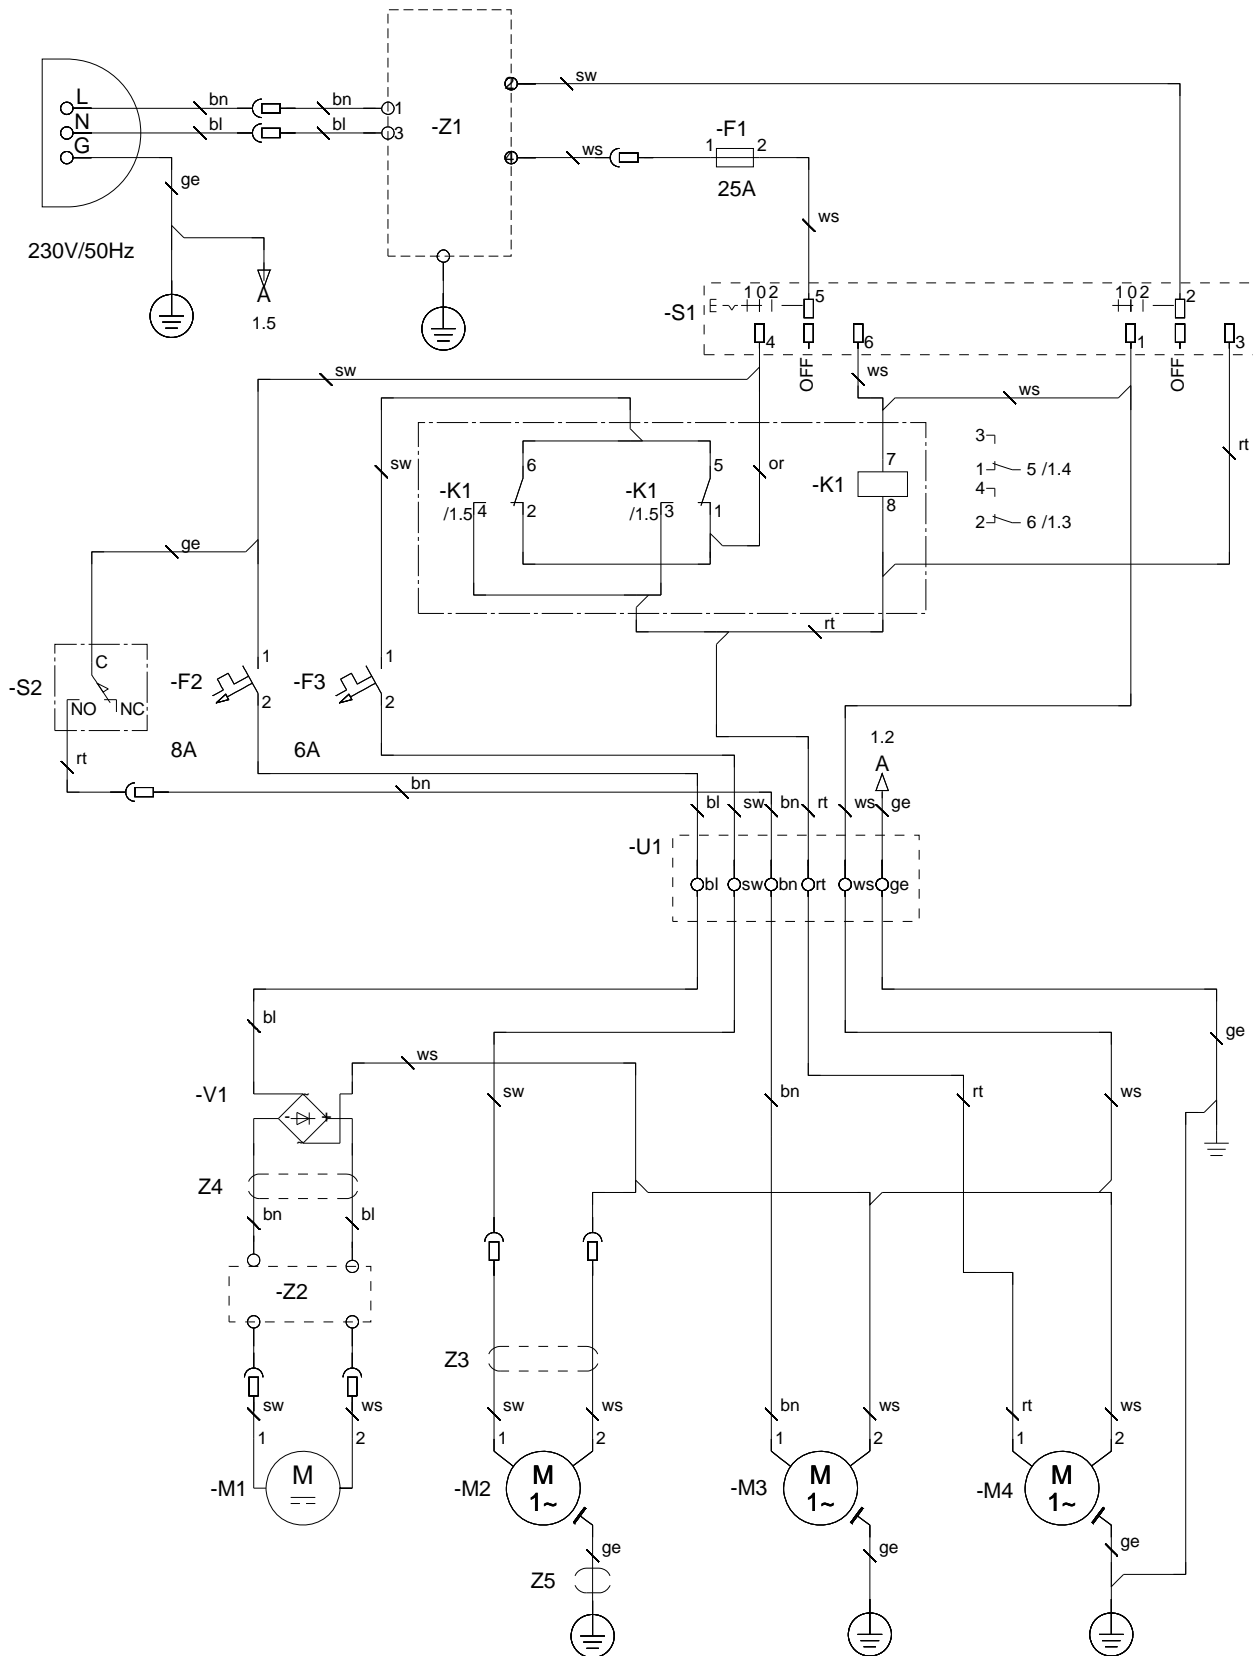 L bn bn 1
N bl bl 3
G
ge
230V/50Hz
A
1.5
-Z1
2 sw
4 ws
-F1
1 2
25A
ws
-S1
E 1 0 2 5
4 OFF 6
1 0 2 2
1 OFF 3
sw
ws
ws
sw
or
rt
6 5 7
-K1 -K1 -K1
/1.5 4 2 /1.5 3 1 8
3
1 5 /1.4
4
2 6 /1.3
ge
rt
-S2
C
NO NC
rt
-F2
1
2
8A
-F3
1
2
6A
bn
1.2
A
bl sw bn rt ws ge
-U1
bl sw bn rt ws ge
bl
ws
-V1
- +
sw
bn
rt
ws
ge
Z4
bn bl
-Z2
Z3
sw ws sw ws bn ws rt ws
1 2 1 2 1 2 1 2
-M1 M
-M2 M
1~
-M3 M
1~
-M4 M
1~
ge ge ge
Z5